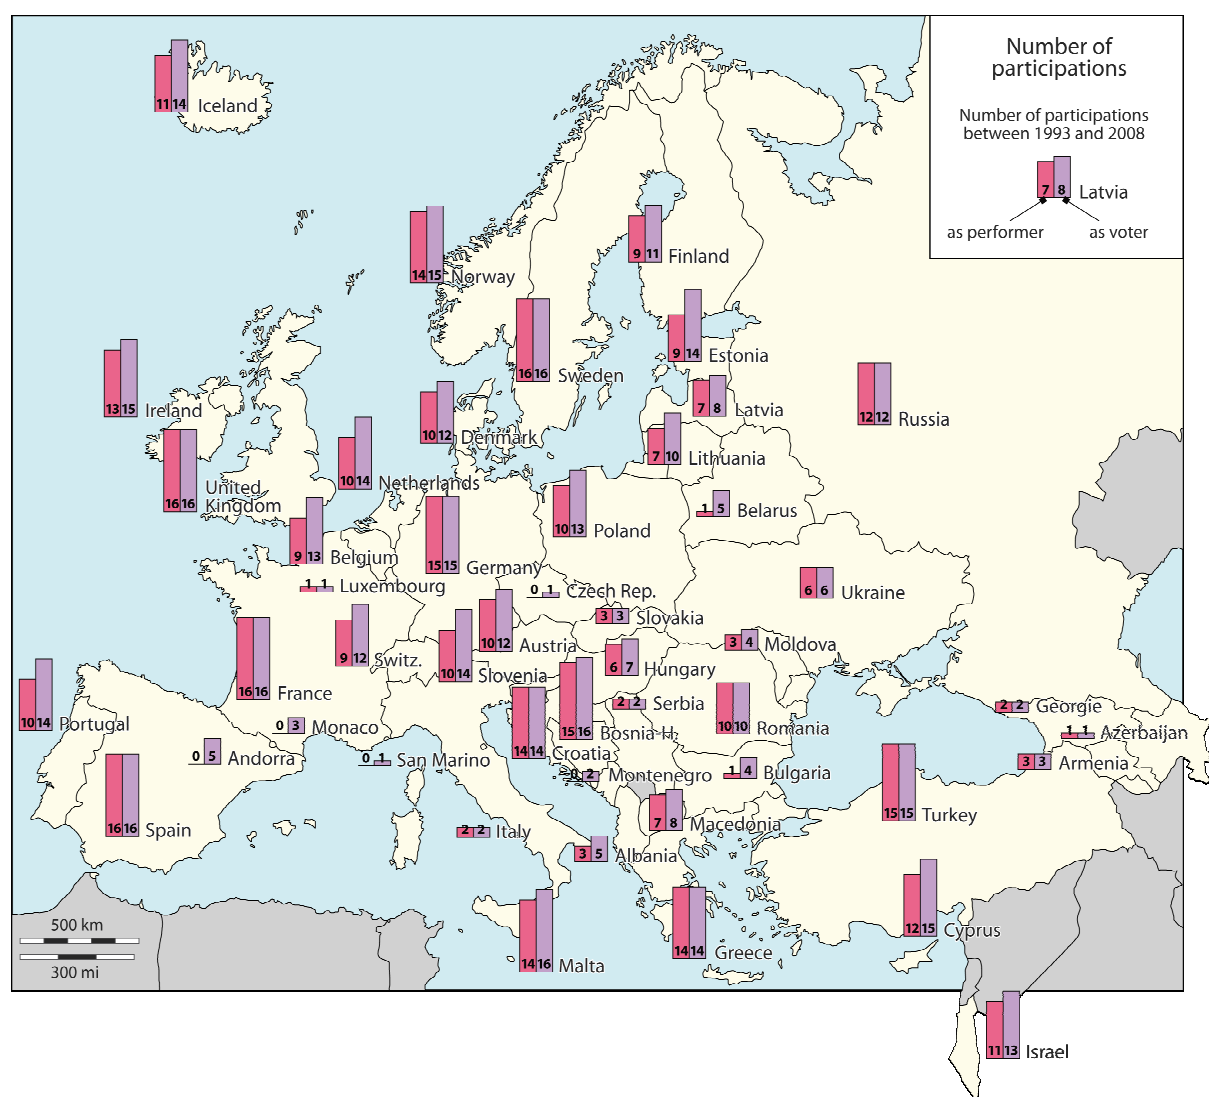 Number of
participations
Number of participations
between 1993 and 2008
7 8 Latvia
as performer as voter
11 14 Iceland
14 15 Norway
9 11 Finland
9 14 Estonia
16 16 Sweden
13 15 Ireland
10 12 Denmark
7 8 Latvia
12 12 Russia
7 10 Lithuania
16 16 United
Kingdom
10 14 Netherlands
10 13 Poland
1 5 Belarus
9 13 Belgium
15 15 Germany
1 1 Luxembourg
0 1 Czech Rep.
6 6 Ukraine
3 3 Slovakia
10 12 Austria
3 4 Moldova
9 12 Switz.
10 14 Slovenia
6 7 Hungary
16 16 France
2 2 Serbia
2 2 Georgie
10 14 Portugal
0 3 Monaco
15 16 Bosnia-H.
10 10 Romania
1 1 Azerbaijan
0 5 Andorra
0 1 San Marino
14 14 Croatia
3 3 Armenia
0 2 Montenegro
1 4 Bulgaria
16 16 Spain
2 2 Italy
7 8 Macedonia
15 15 Turkey
3 5 Albania
500 km
300 mi
14 16 Malta
14 14 Greece
12 15 Cyprus
11 13 Israel